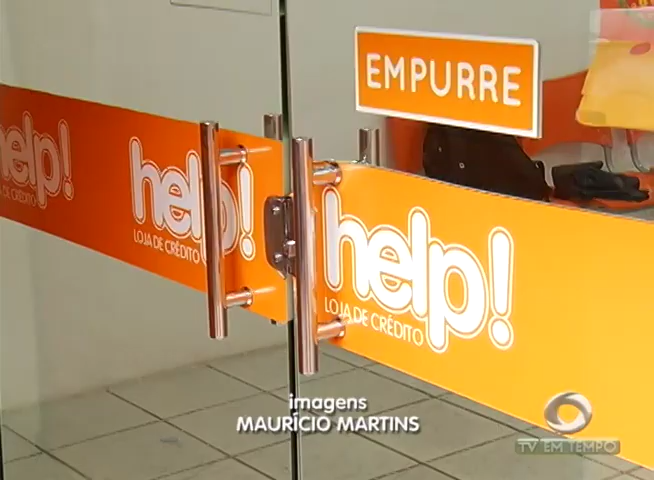 EMPURRE
help!
LOJA DE CRÉDITO
help!
LOJA DE CRÉDITO
help!
LOJA DE CRÉDITO
imagens
MAURÍCIO MARTINS
TV EM TEMPO